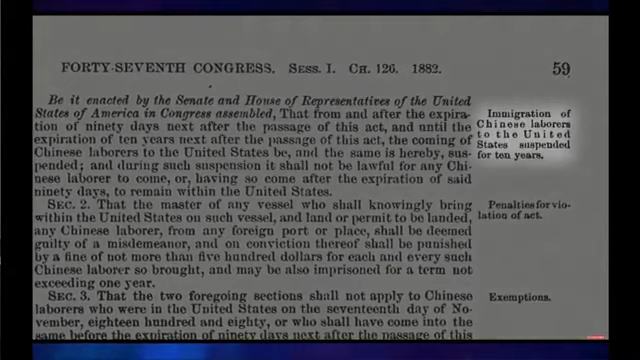 FORTY-SEVENTH CONGRESS. SESS. I. CH. 126. 1882. 59
Be it enacted by the Senate and House of Representatives of the United
States of America in Congress assembled, That from and after the expira-
tion of ninety days next after the passage of this act, and until the
expiration of ten years next after the passage of this act, the coming of
Chinese laborers to the United States be, and the same is hereby, sus-
pended; and during such suspension it shall not be lawful for any Chi-
nese laborer to come, or, having so come after the expiration of said
ninety days, to remain within the United States.
Immigration of
Chinese laborers
to the United
States suspended
for ten years.
SEC. 2. That the master of any vessel who shall knowingly bring
within the United States on such vessel, and land or permit to be landed,
any Chinese laborer, from any foreign port or place, shall be deemed
guilty of a misdemeanor, and on conviction thereof shall be punished
by a fine of not more than five hundred dollars for each and every such
Chinese laborer so brought, and may be also imprisoned for a term not
exceeding one year.
Penalties for vio-
lation of act.
SEC. 3. That the two foregoing sections shall not apply to Chinese
laborers who were in the United States on the seventeenth day of No-
vember, eighteen hundred and eighty, or who shall have come into the
same before the expiration of ninety days next after the passage of this
Exemptions.